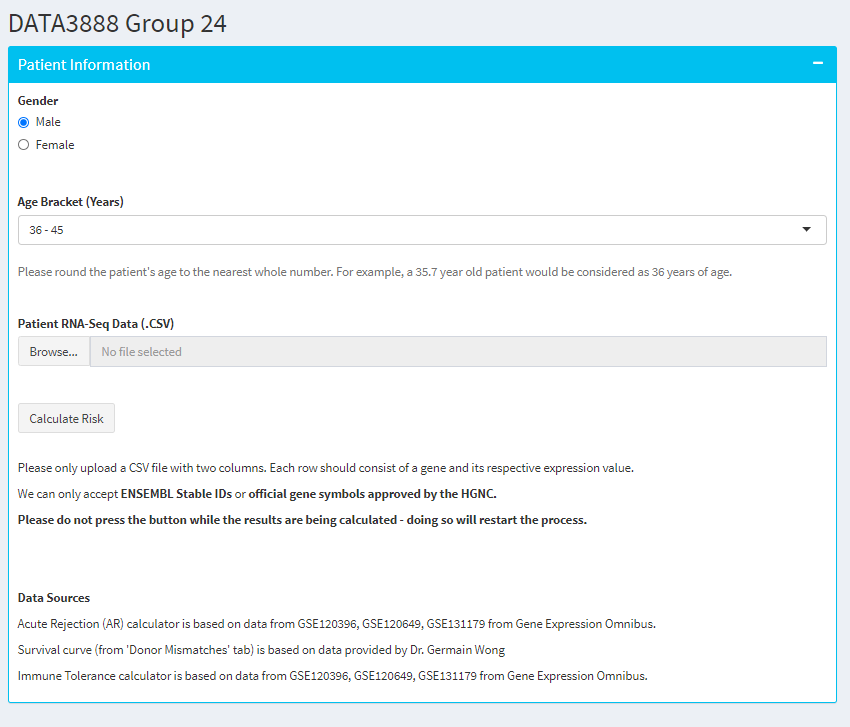 DATA3888 Group 24
Patient Information
Gender
Male
Female
Age Bracket (Years)
36 - 45
Please round the patient's age to the nearest whole number. For example, a 35.7 year old patient would be considered as 36 years of age.
Patient RNA-Seq Data (.CSV)
Browse... No file selected
Calculate Risk
Please only upload a CSV file with two columns. Each row should consist of a gene and its respective expression value.
We can only accept ENSEMBL Stable IDs or official gene symbols approved by the HGNC.
Please do not press the button while the results are being calculated - doing so will restart the process.
Data Sources
Acute Rejection (AR) calculator is based on data from GSE120396, GSE120649, GSE131179 from Gene Expression Omnibus.
Survival curve (from 'Donor Mismatches' tab) is based on data provided by Dr. Germain Wong
Immune Tolerance calculator is based on data from GSE120396, GSE120649, GSE131179 from Gene Expression Omnibus.